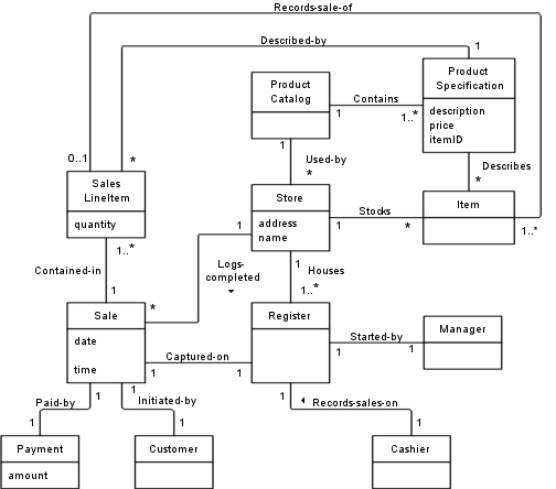 Records-sale-of
Described-by
1
Product
Catalog
Contains
1
1..*
Product
Specification
description
price
itemID
1
Used-by
*
Describes
*
0..1
*
Sales
LineItem
quantity
1..*
Store
address
name
1
Stocks
1
*
Item
1..*
Contained-in
1
Logs-
completed
*
1
Houses
1..*
Sale
date
time
Register
Captured-on
1
1
Started-by
1
1
Manager
Paid-by
1
1
Initiated-by
1
1
1
Records-sales-on
1
Payment
amount
Customer
Cashier